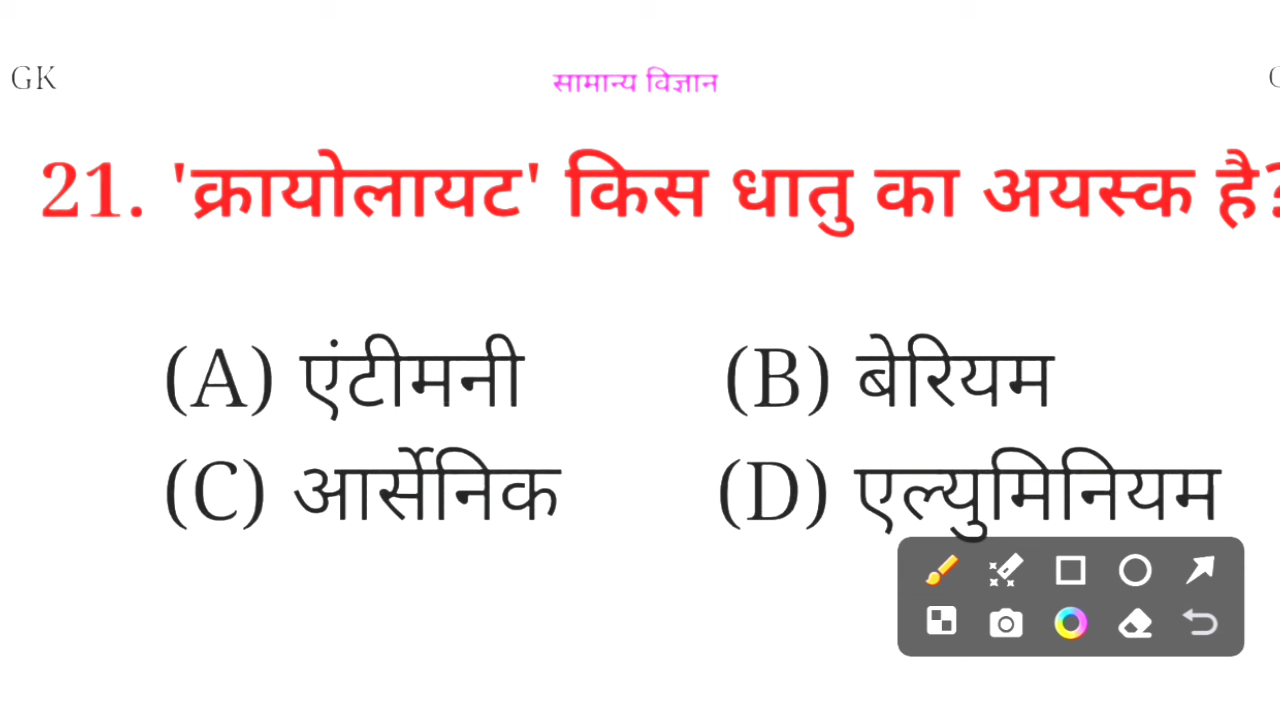 GK
सामान्य विज्ञान
21. 'क्रायोलायट' किस धातु का अयस्क है?
(A) एंटीमनी (B) बेरियम
(C) आर्सेनिक (D) एल्युमिनियम